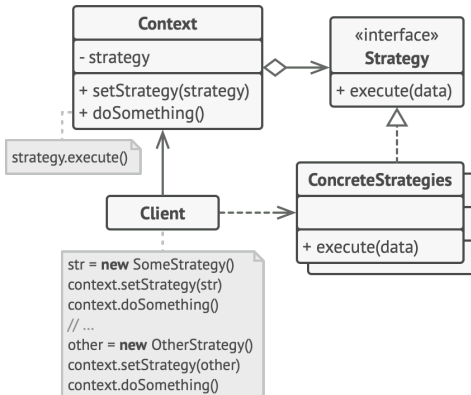 Context
- strategy
+ setStrategy(strategy)
+ doSomething()
«interface»
Strategy
+ execute(data)
strategy.execute()
Client
ConcreteStrategies
+ execute(data)
str = new SomeStrategy()
context.setStrategy(str)
context.doSomething()
// ...
other = new OtherStrategy()
context.setStrategy(other)
context.doSomething()